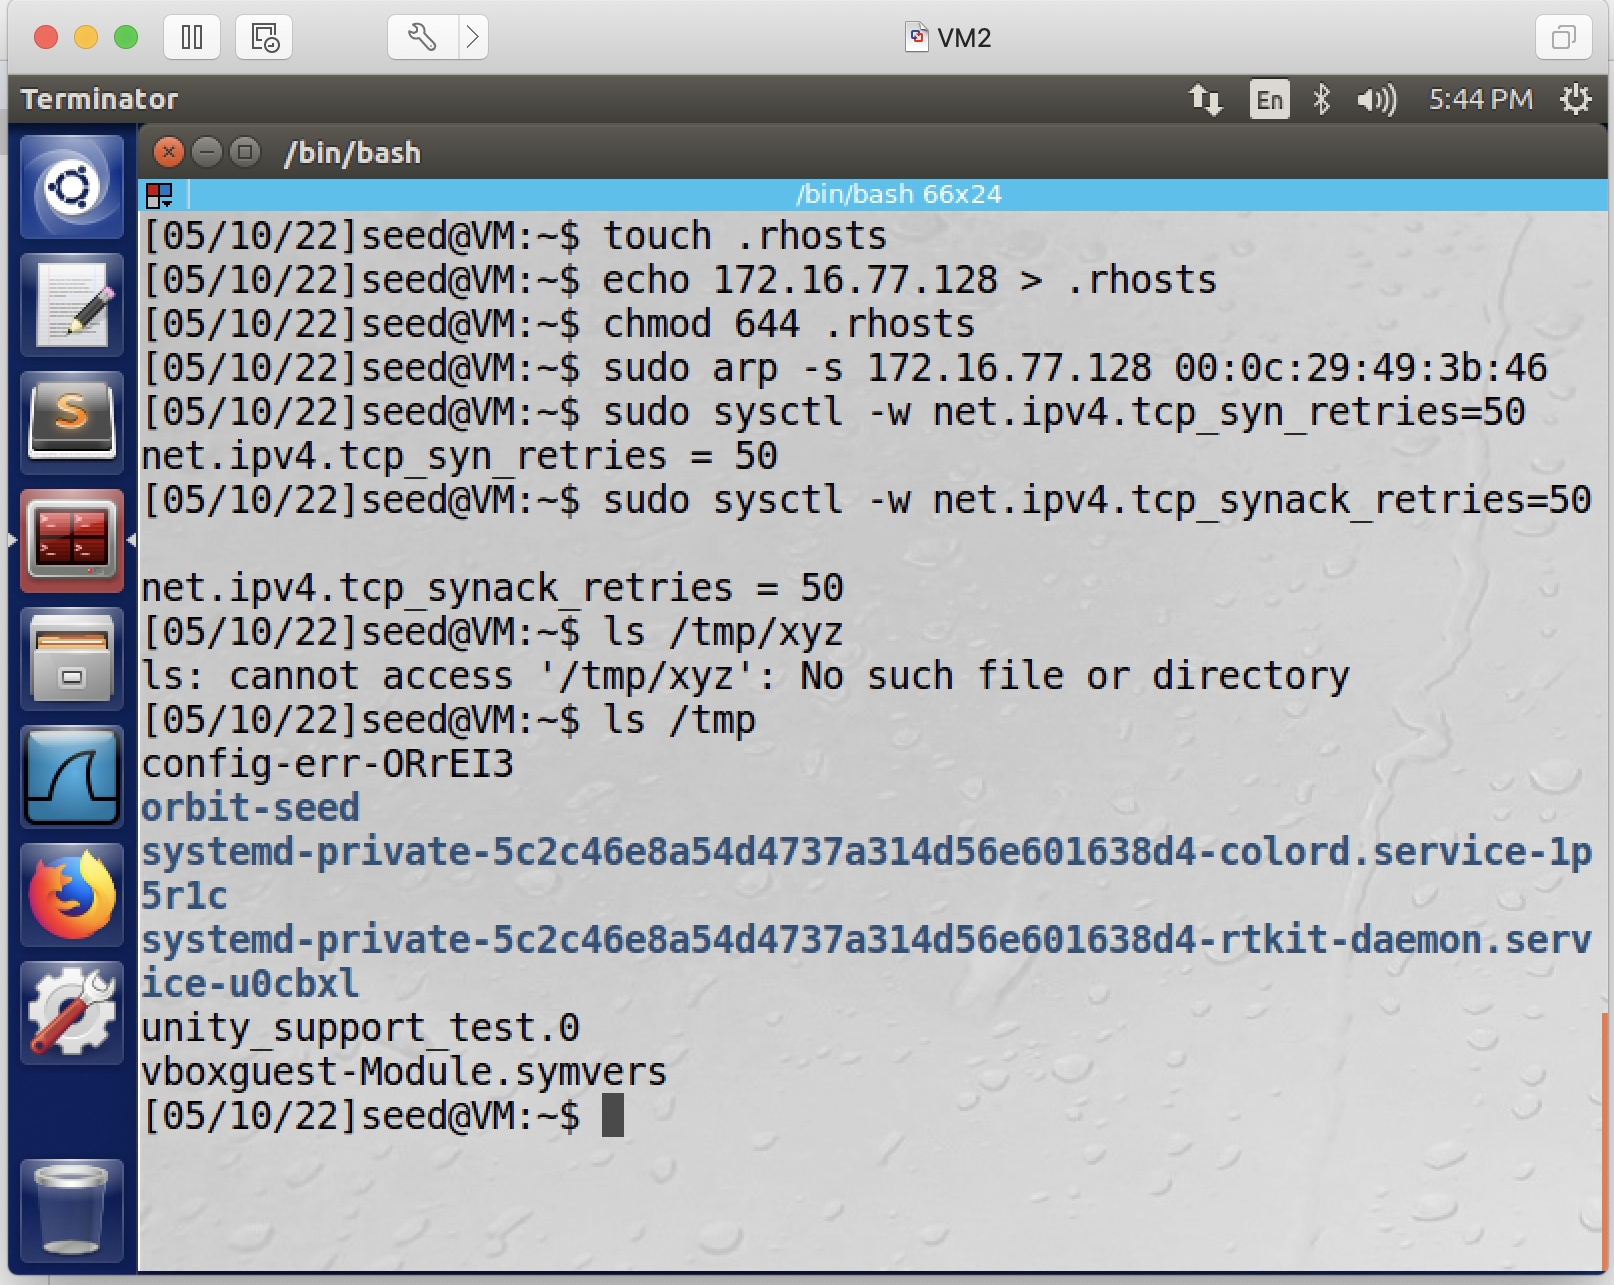 VM2
Terminator
En
5:44 PM
/bin/bash
/bin/bash 66x24
[05/10/22]seed@VM:~$ touch .rhosts
[05/10/22]seed@VM:~$ echo 172.16.77.128 > .rhosts
[05/10/22]seed@VM:~$ chmod 644 .rhosts
[05/10/22]seed@VM:~$ sudo arp -s 172.16.77.128 00:0c:29:49:3b:46
[05/10/22]seed@VM:~$ sudo sysctl -w net.ipv4.tcp_syn_retries=50
net.ipv4.tcp_syn_retries = 50
[05/10/22]seed@VM:~$ sudo sysctl -w net.ipv4.tcp_synack_retries=50
net.ipv4.tcp_synack_retries = 50
[05/10/22]seed@VM:~$ ls /tmp/xyz
ls: cannot access '/tmp/xyz': No such file or directory
[05/10/22]seed@VM:~$ ls /tmp
config-err-ORrEI3
orbit-seed
systemd-private-5c2c46e8a54d4737a314d56e601638d4-colord.service-1p
5r1c
systemd-private-5c2c46e8a54d4737a314d56e601638d4-rtkit-daemon.serv
ice-u0cbxl
unity_support_test.0
vboxguest-Module.symvers
[05/10/22]seed@VM:~$